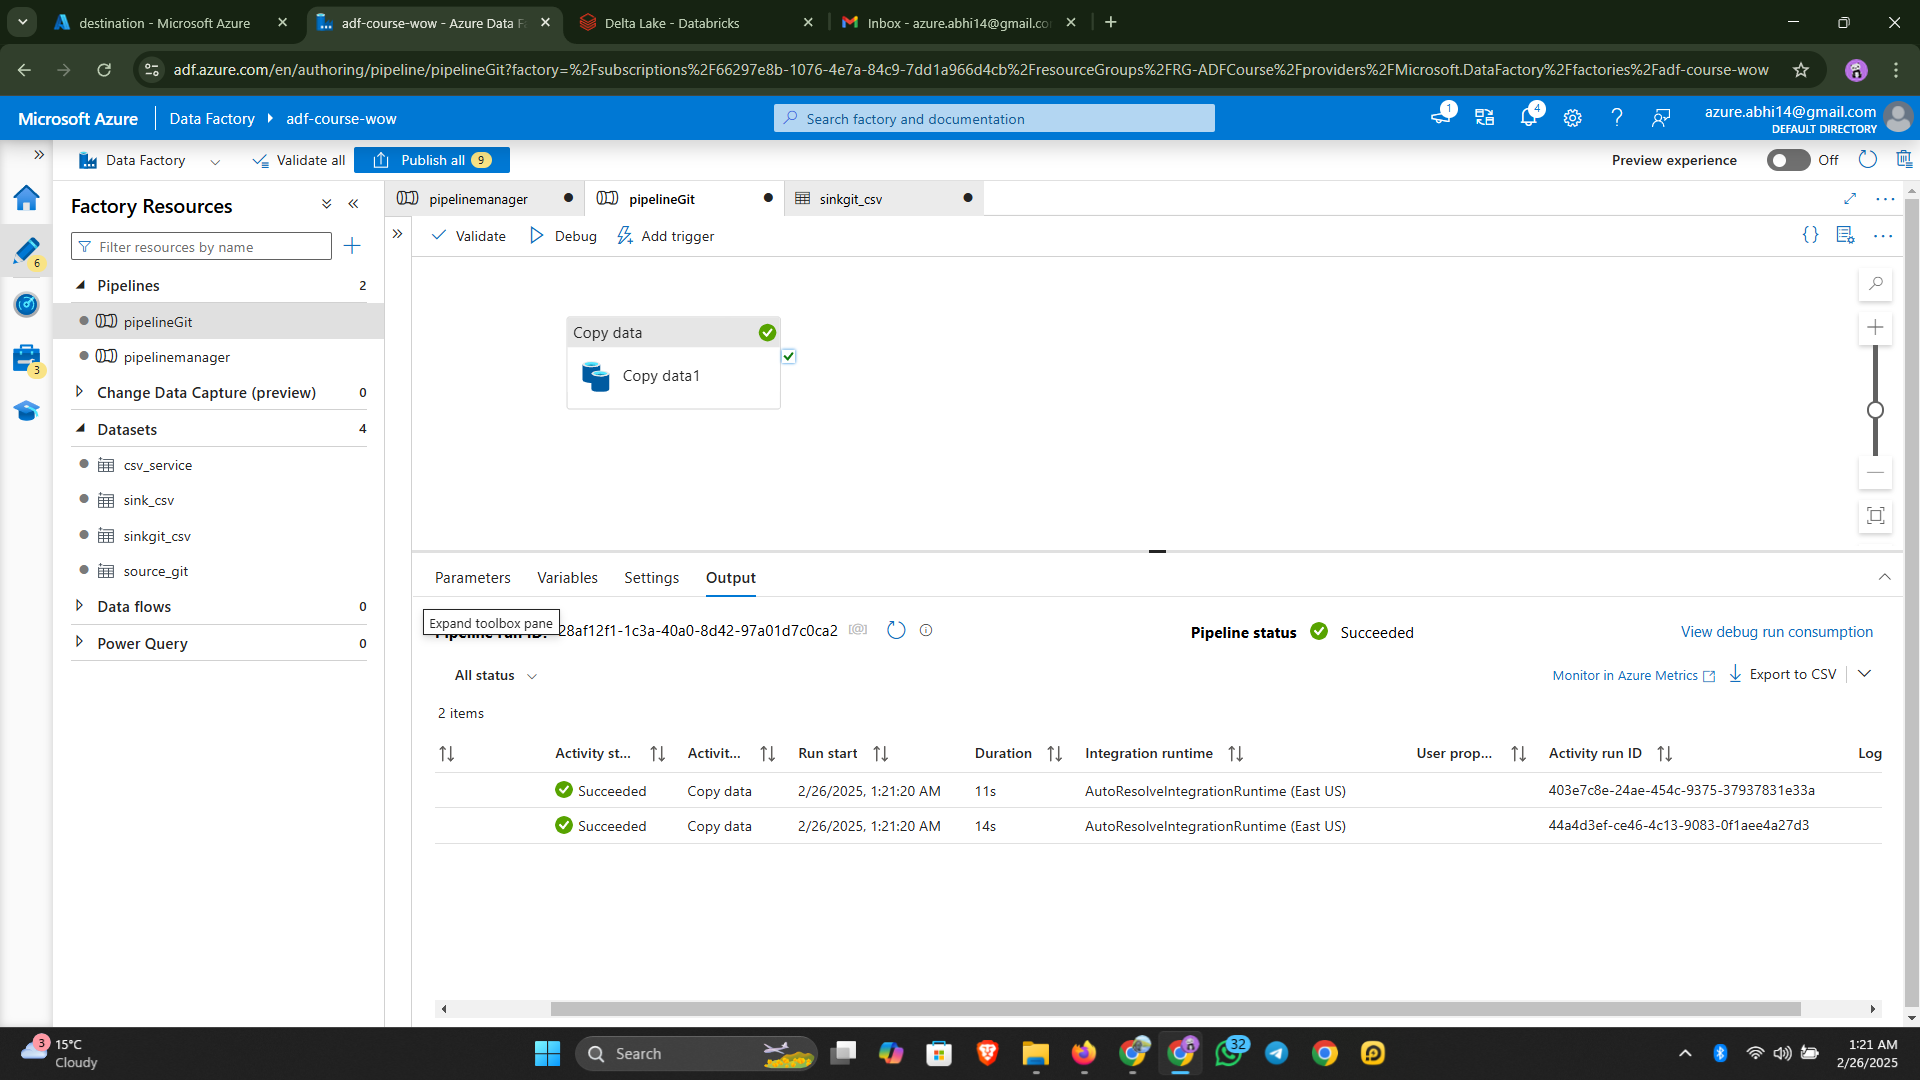 destination - Microsoft Azure
adf-course-wow - Azure Data F
Delta Lake - Databricks
Inbox - azure.abhi14@gmail.co
adf.azure.com/en/authoring/pipeline/pipelineGit?factory=%2Fsubscriptions%2F66297e8b-1076-4e7a-84c9-7dd1a966d4cb%2FresourceGroups%2FRG-ADFCourse%2Fproviders%2FMicrosoft.DataFactory%2Ffactories%2Fadf-course-wow
Microsoft Azure
Data Factory
adf-course-wow
Search factory and documentation
1
4
azure.abhi14@gmail.com
DEFAULT DIRECTORY
Data Factory
Validate all
Publish all 9
Preview experience
Off
6
3
Factory Resources
Filter resources by name
Pipelines 2
pipelineGit
pipelinemanager
Change Data Capture (preview) 0
Datasets 4
csv_service
sink_csv
sinkgit_csv
source_git
Data flows 0
Power Query 0
pipelinemanager
pipelineGit
sinkgit_csv
Validate
Debug
Add trigger
Copy data
Copy data1
Parameters
Variables
Settings
Output
Expand toolbox pane
28af12f1-1c3a-40a0-8d42-97a01d7c0ca2
Pipeline status Succeeded
View debug run consumption
All status
Monitor in Azure Metrics
Export to CSV
2 items
Activity st... Activit... Run start Duration Integration runtime User prop... Activity run ID Log
Succeeded Copy data 2/26/2025, 1:21:20 AM 11s AutoResolveIntegrationRuntime (East US) 403e7c8e-24ae-454c-9375-37937831e33a
Succeeded Copy data 2/26/2025, 1:21:20 AM 14s AutoResolveIntegrationRuntime (East US) 44a4d3ef-ce46-4c13-9083-0f1aee4a27d3
3
15°C
Cloudy
Search
32
1:21 AM
2/26/2025